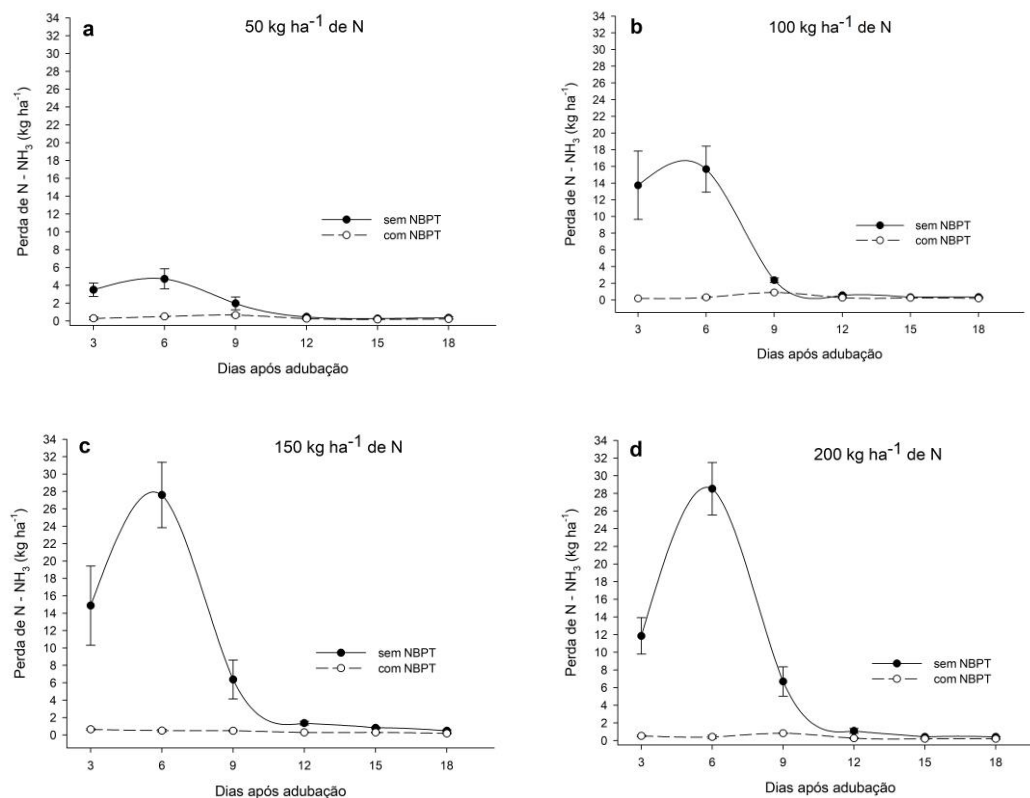 a
50 kg ha⁻¹ de N
Perda de N - NH₃ (kg ha⁻¹)
34
32
30
28
26
24
22
20
18
16
14
12
10
8
6
4
2
0
sem NBPT
com NBPT
3 6 9 12 15 18
Dias após adubação
b
100 kg ha⁻¹ de N
Perda de N - NH₃ (kg ha⁻¹)
34
32
30
28
26
24
22
20
18
16
14
12
10
8
6
4
2
0
sem NBPT
com NBPT
3 6 9 12 15 18
Dias após adubação
c
150 kg ha⁻¹ de N
Perda de N - NH₃ (kg ha⁻¹)
34
32
30
28
26
24
22
20
18
16
14
12
10
8
6
4
2
0
sem NBPT
com NBPT
3 6 9 12 15 18
Dias após adubação
d
200 kg ha⁻¹ de N
Perda de N - NH₃ (kg ha⁻¹)
34
32
30
28
26
24
22
20
18
16
14
12
10
8
6
4
2
0
sem NBPT
com NBPT
3 6 9 12 15 18
Dias após adubação